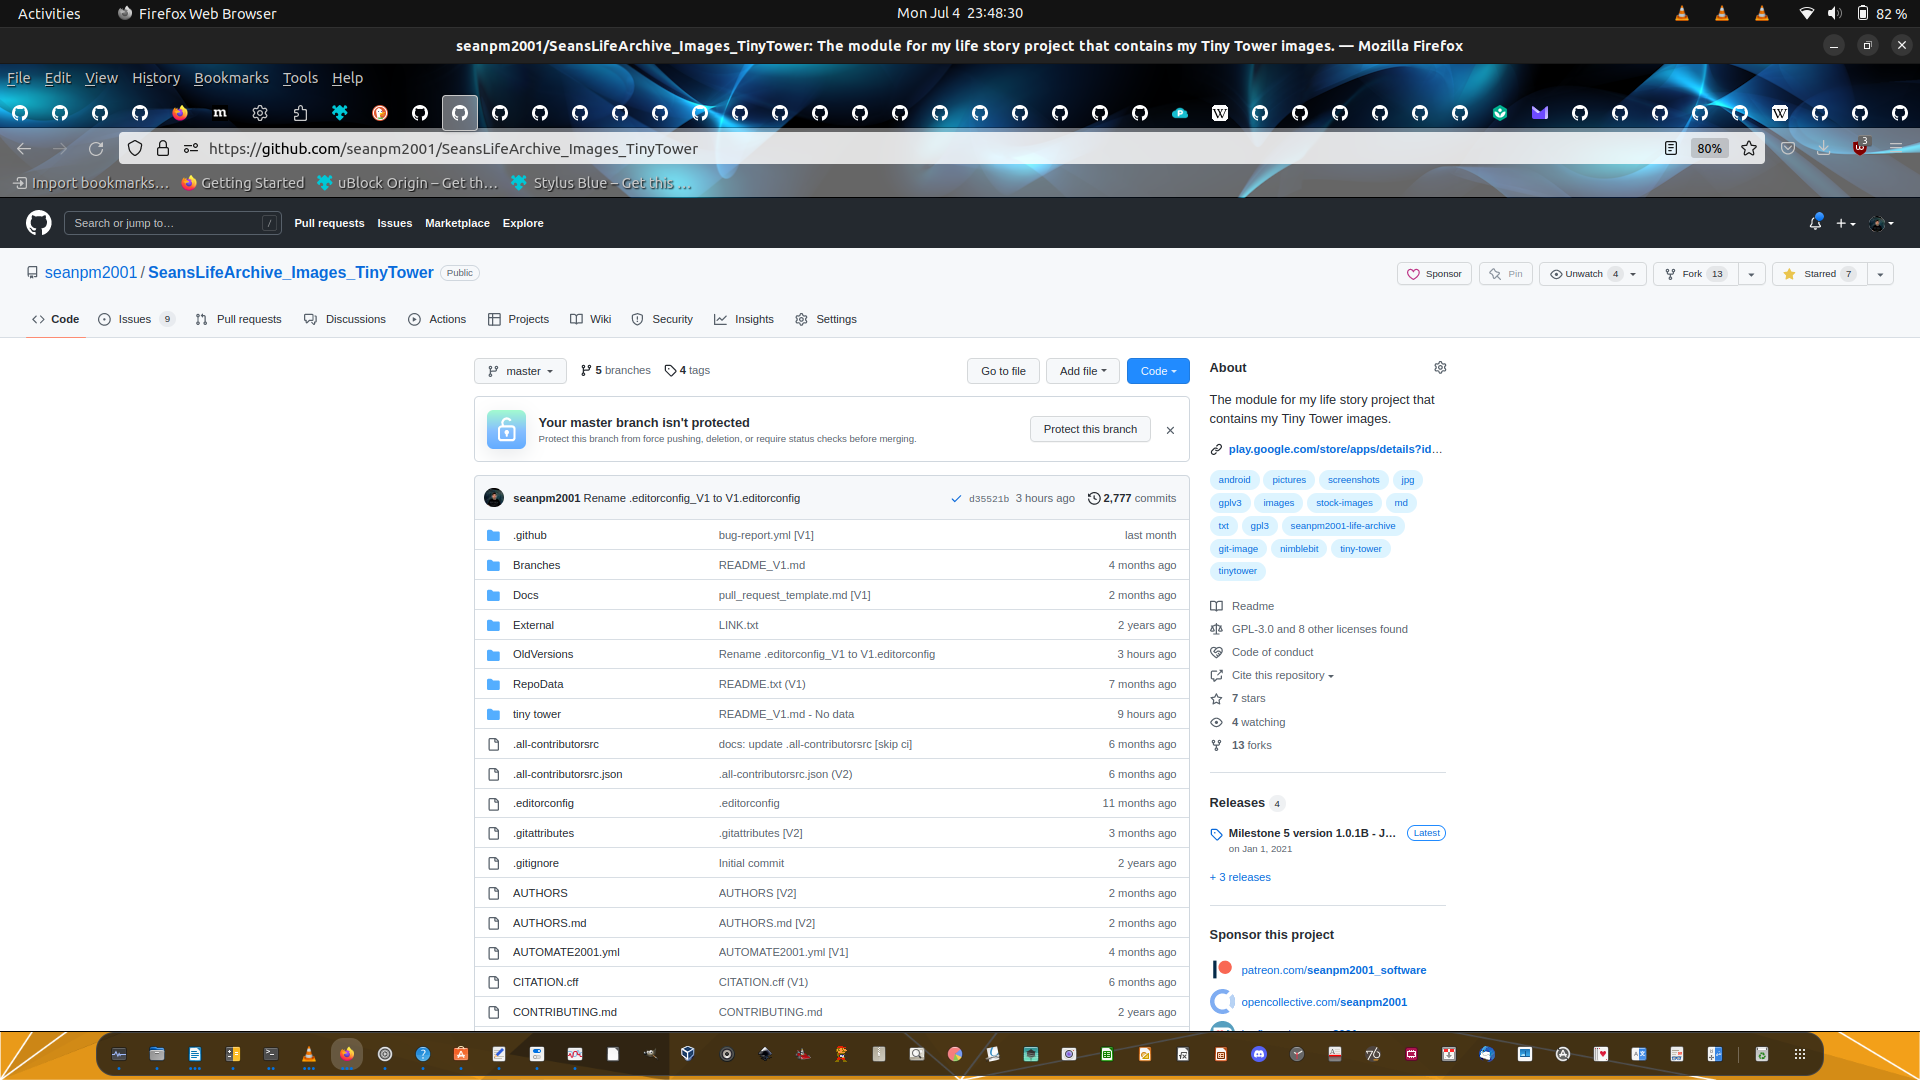 Activities
Firefox Web Browser
Mon Jul 4 23:48:30
82 %
seanpm2001/SeansLifeArchive_Images_TinyTower: The module for my life story project that contains my Tiny Tower images. — Mozilla Firefox
File Edit View History Bookmarks Tools Help
https://github.com/seanpm2001/SeansLifeArchive_Images_TinyTower
80%
3
Import bookmarks…
Getting Started
uBlock Origin – Get th…
Stylus Blue – Get this …
Search or jump to…
/
Pull requests Issues Marketplace Explore
seanpm2001 / SeansLifeArchive_Images_TinyTower Public
Sponsor
Pin
Unwatch 4
Fork 13
Starred 7
Code
Issues 9
Pull requests
Discussions
Actions
Projects
Wiki
Security
Insights
Settings
master
5 branches
4 tags
Go to file
Add file
Code
Your master branch isn't protected
Protect this branch from force pushing, deletion, or require status checks before merging.
Protect this branch
seanpm2001 Rename .editorconfig_V1 to V1.editorconfig
d35521b 3 hours ago
2,777 commits
.github bug-report.yml [V1] last month
Branches README_V1.md 4 months ago
Docs pull_request_template.md [V1] 2 months ago
External LINK.txt 2 years ago
OldVersions Rename .editorconfig_V1 to V1.editorconfig 3 hours ago
RepoData README.txt (V1) 7 months ago
tiny tower README_V1.md - No data 9 hours ago
.all-contributorsrc docs: update .all-contributorsrc [skip ci] 6 months ago
.all-contributorsrc.json .all-contributorsrc.json (V2) 6 months ago
.editorconfig .editorconfig 11 months ago
.gitattributes .gitattributes [V2] 3 months ago
.gitignore Initial commit 2 years ago
AUTHORS AUTHORS [V2] 2 months ago
AUTHORS.md AUTHORS.md [V2] 2 months ago
AUTOMATE2001.yml AUTOMATE2001.yml [V1] 4 months ago
CITATION.cff CITATION.cff (V1) 6 months ago
CONTRIBUTING.md CONTRIBUTING.md 2 years ago
About
The module for my life story project that
contains my Tiny Tower images.
play.google.com/store/apps/details?id…
android pictures screenshots jpg
gplv3 images stock-images md
txt gpl3 seanpm2001-life-archive
git-image nimblebit tiny-tower
tinytower
Readme
GPL-3.0 and 8 other licenses found
Code of conduct
Cite this repository
7 stars
4 watching
13 forks
Releases 4
Milestone 5 version 1.0.1B - J… Latest
on Jan 1, 2021
+ 3 releases
Sponsor this project
patreon.com/seanpm2001_software
opencollective.com/seanpm2001